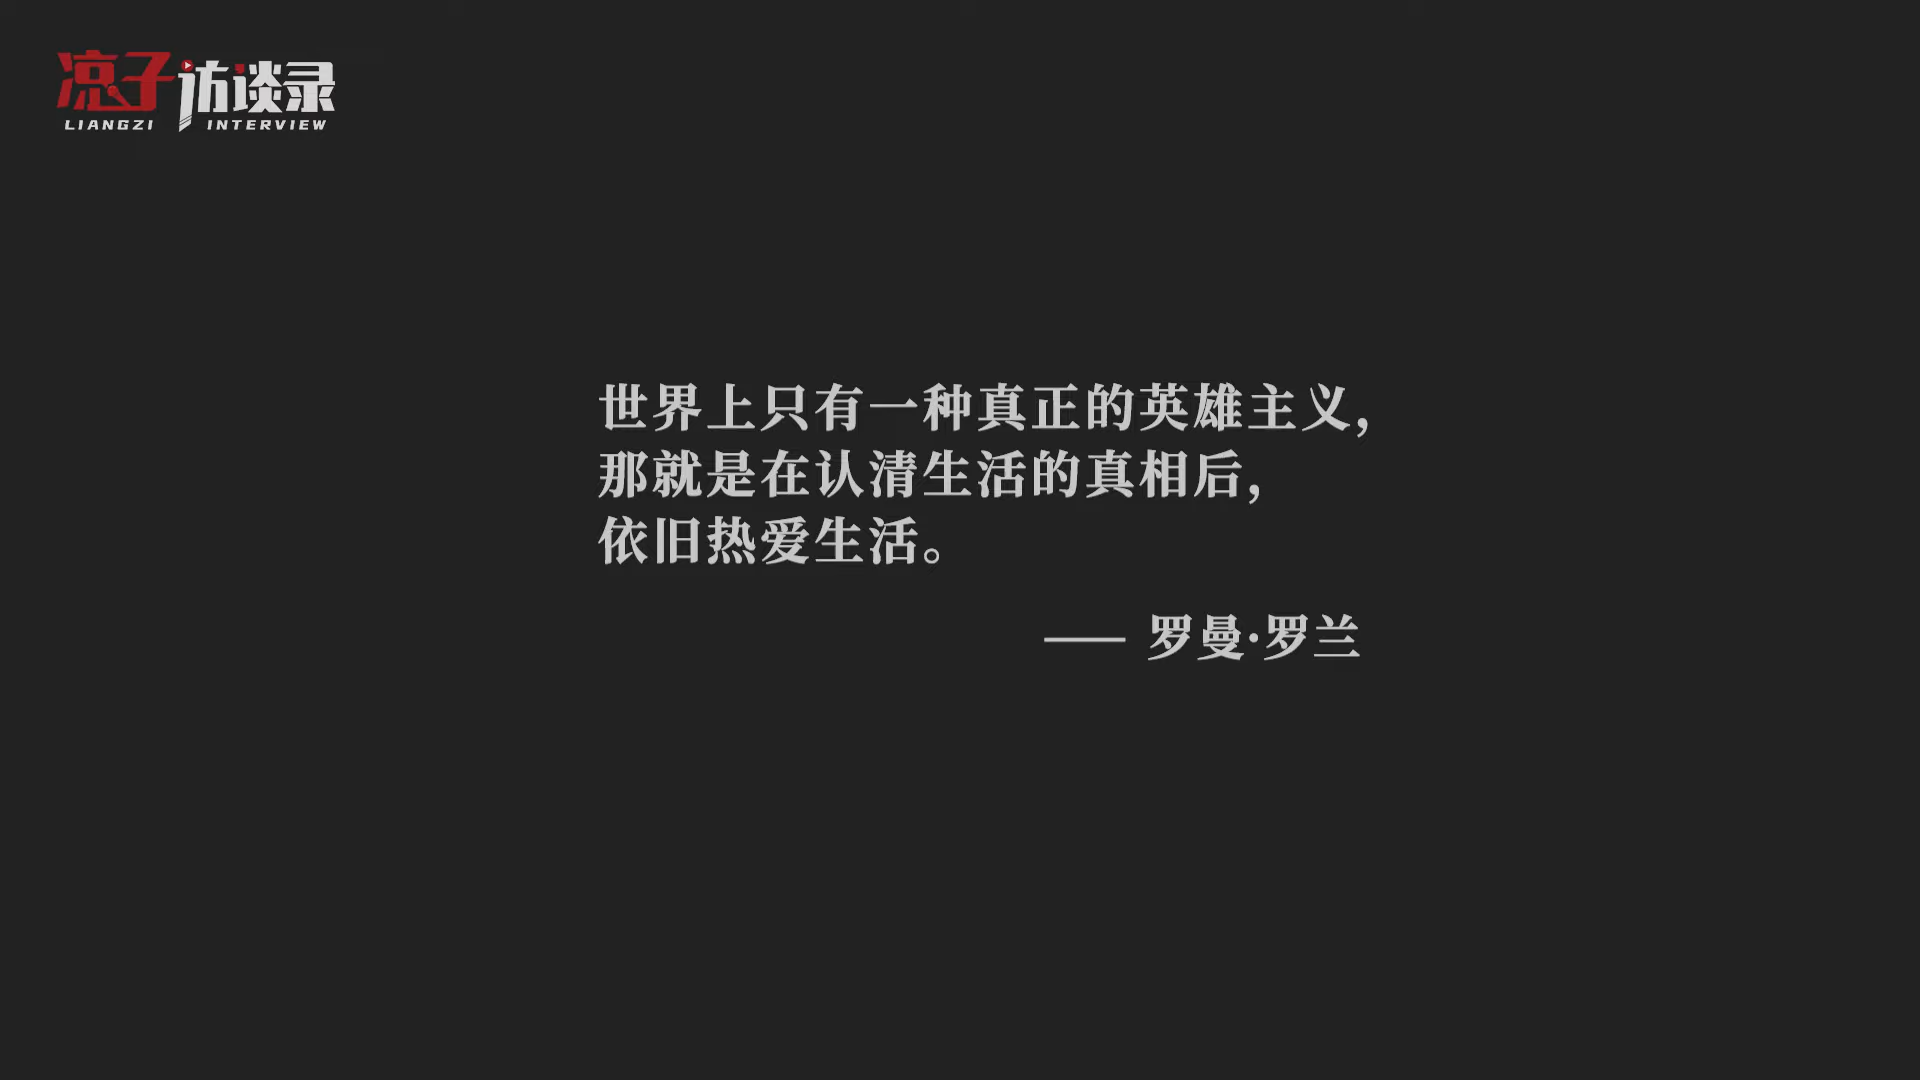 凉子访谈录
LIANGZI INTERVIEW
世界上只有一种真正的英雄主义，
那就是在认清生活的真相后，
依旧热爱生活。
—— 罗曼·罗兰